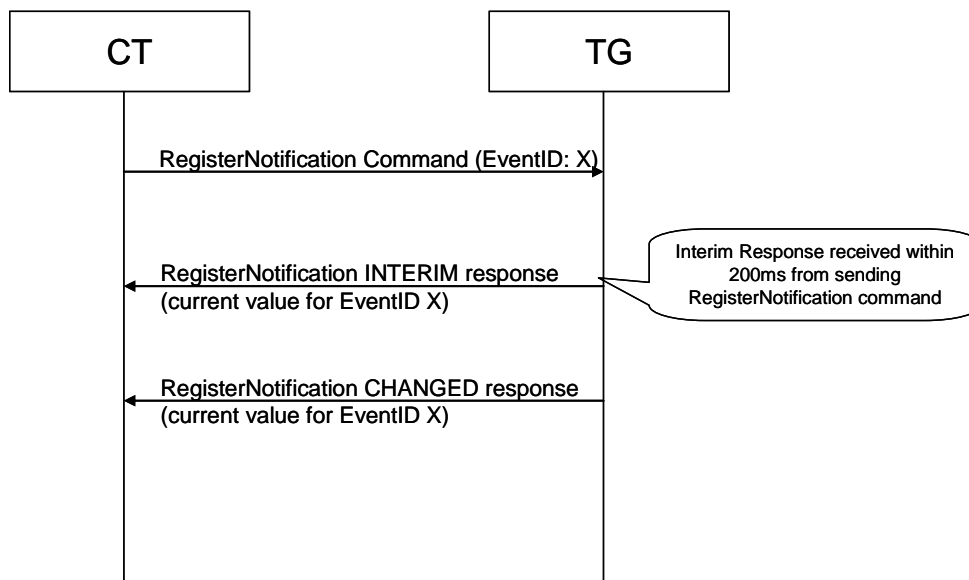 CT
TG
RegisterNotification Command (EventID: X)
Interim Response received within
200ms from sending
RegisterNotification command
RegisterNotification INTERIM response
(current value for EventID X)
RegisterNotification CHANGED response
(current value for EventID X)